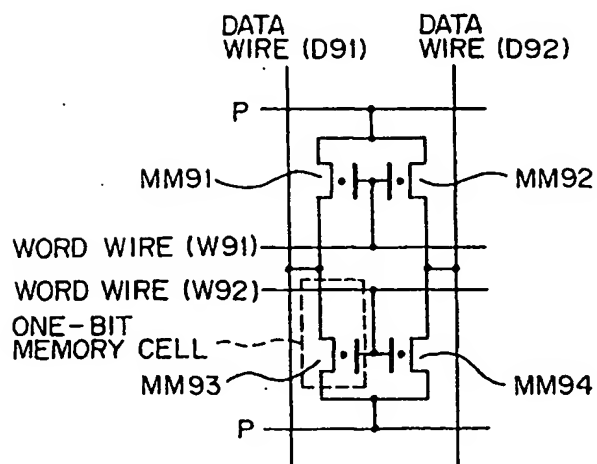 DATA
WIRE (D91)
DATA
WIRE (D92)
P
MM91
MM92
WORD WIRE (W91)
WORD WIRE (W92)
ONE-BIT
MEMORY CELL
MM93
MM94
P